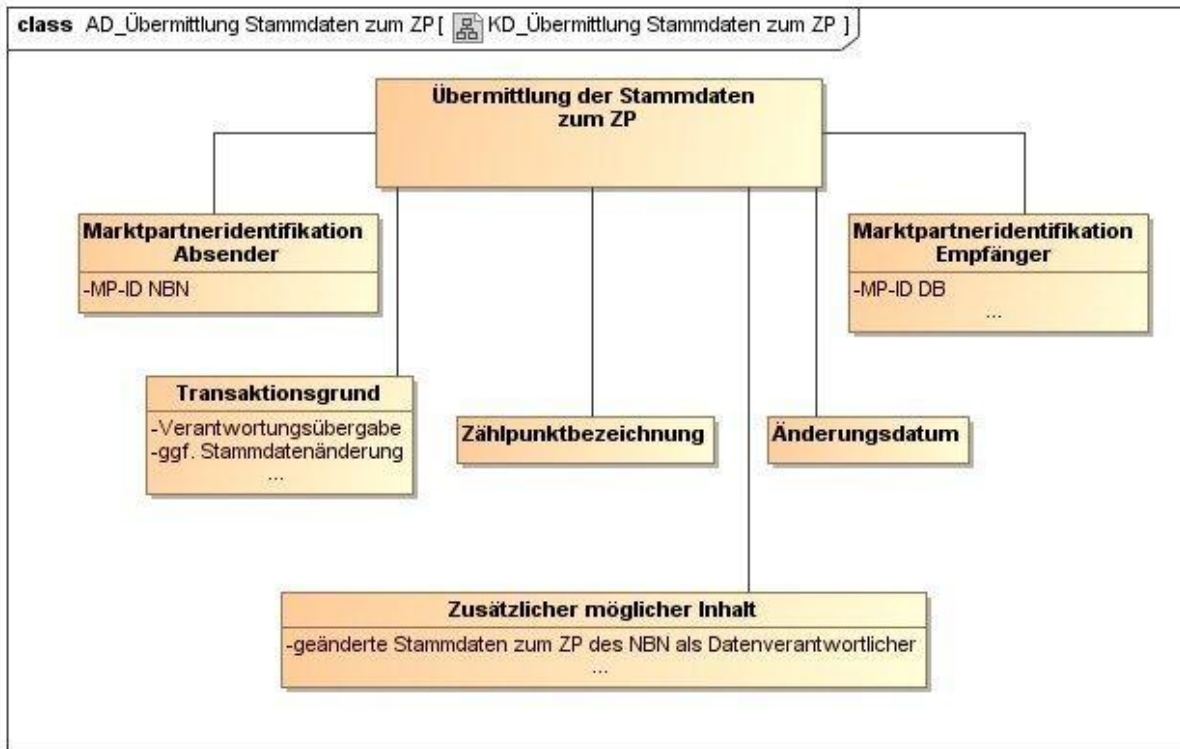 class AD_Übermittlung Stammdaten zum ZP [ KD_Übermittlung Stammdaten zum ZP ]
Übermittlung der Stammdaten
zum ZP
Marktpartneridentifikation
Absender
-MP-ID NBN
Marktpartneridentifikation
Empfänger
-MP-ID DB
...
Transaktionsgrund
-Verantwortungsübergabe
-ggf. Stammdatenänderung
...
Zählpunktbezeichnung
Änderungsdatum
Zusätzlicher möglicher Inhalt
-geänderte Stammdaten zum ZP des NBN als Datenverantwortlicher
...